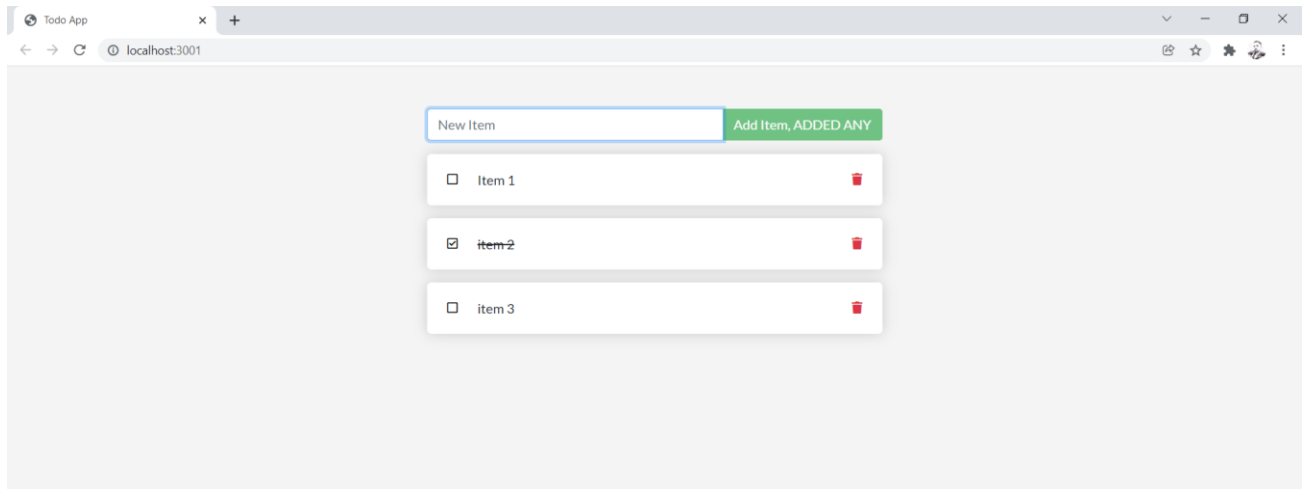 Todo App
localhost:3001
New Item
Add Item, ADDED ANY
Item 1
item 2
item 3